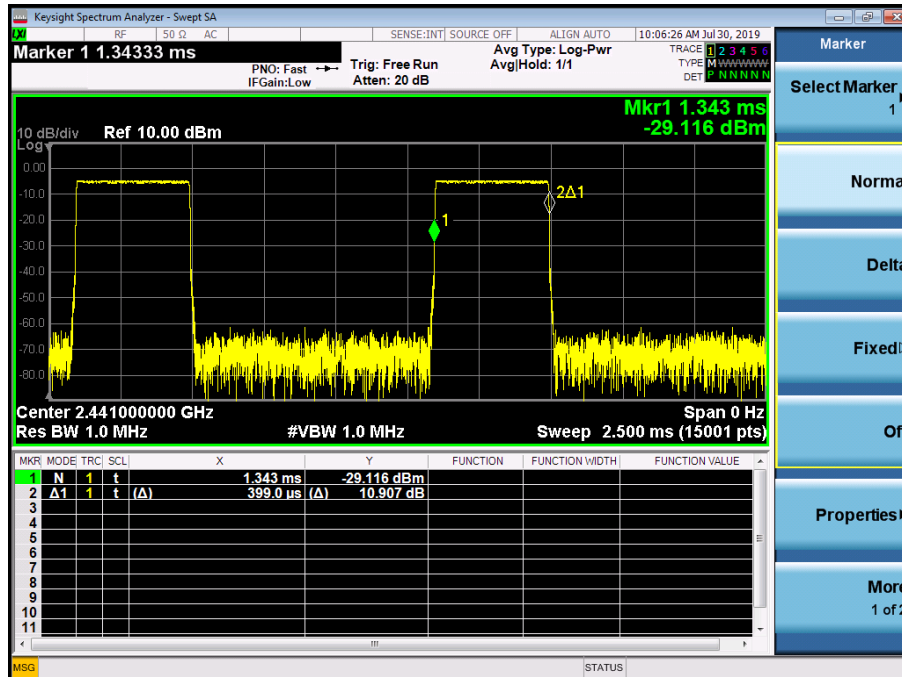 Keysight Spectrum Analyzer - Swept SA
LXI RF 50 Ω AC SENSE:INT SOURCE OFF ALIGN AUTO 10:06:26 AM Jul 30, 2019
Marker 1 1.34333 ms
PNO: Fast
IFGain:Low
Trig: Free Run
Atten: 20 dB
Avg Type: Log-Pwr
Avg|Hold: 1/1
TRACE 1 2 3 4 5 6
TYPE M WWWWW
DET P N N N N N
Mkr1 1.343 ms
-29.116 dBm
10 dB/div Ref 10.00 dBm
Log
0.00
-10.0
-20.0
-30.0
-40.0
-50.0
-60.0
-70.0
-80.0
1
2Δ1
Center 2.441000000 GHz Span 0 Hz
Res BW 1.0 MHz #VBW 1.0 MHz Sweep 2.500 ms (15001 pts)
MKR MODE TRC SCL X Y FUNCTION FUNCTION WIDTH FUNCTION VALUE
1 N 1 t 1.343 ms -29.116 dBm
2 Δ1 1 t (Δ) 399.0 µs (Δ) 10.907 dB
3
4
5
6
7
8
9
10
11
MSG STATUS
Marker
Select Marker
1
Norma
Delta
Fixed
Of
Properties
More
1 of 2